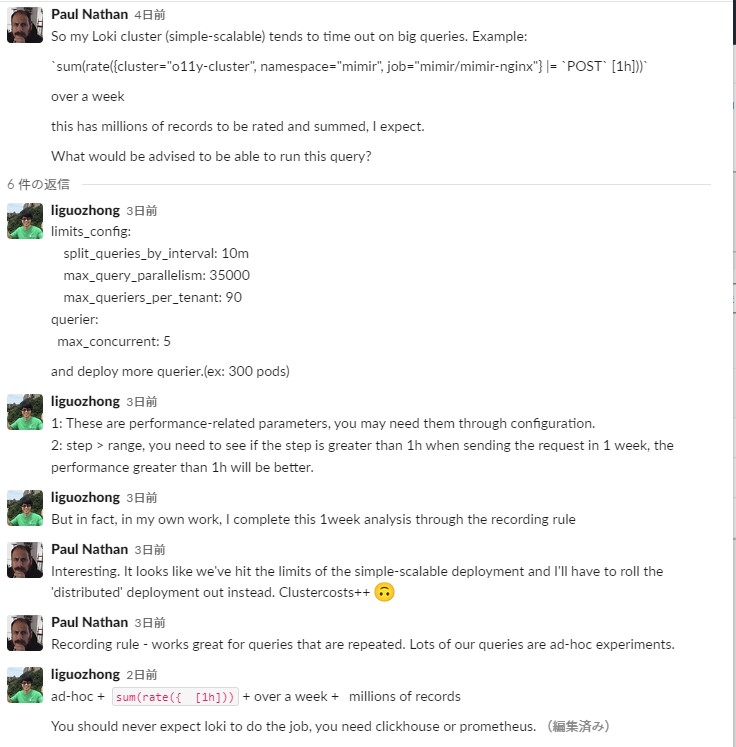 Paul Nathan 4日前
So my Loki cluster (simple-scalable) tends to time out on big queries. Example:
`sum(rate({cluster="o11y-cluster", namespace="mimir", job="mimir/mimir-nginx"} |= `POST` [1h]))`
over a week
this has millions of records to be rated and summed, I expect.
What would be advised to be able to run this query?
6 件の返信
liguozhong 3日前
limits_config:
split_queries_by_interval: 10m
max_query_parallelism: 35000
max_queriers_per_tenant: 90
querier:
max_concurrent: 5
and deploy more querier.(ex: 300 pods)
liguozhong 3日前
1: These are performance-related parameters, you may need them through configuration.
2: step > range, you need to see if the step is greater than 1h when sending the request in 1 week, the
performance greater than 1h will be better.
liguozhong 3日前
But in fact, in my own work, I complete this 1week analysis through the recording rule
Paul Nathan 3日前
Interesting. It looks like we've hit the limits of the simple-scalable deployment and I'll have to roll the
'distributed' deployment out instead. Clustercosts++ 🙃
Paul Nathan 3日前
Recording rule - works great for queries that are repeated. Lots of our queries are ad-hoc experiments.
liguozhong 2日前
ad-hoc + sum(rate({ [1h])) + over a week + millions of records
You should never expect loki to do the job, you need clickhouse or prometheus. （編集済み）